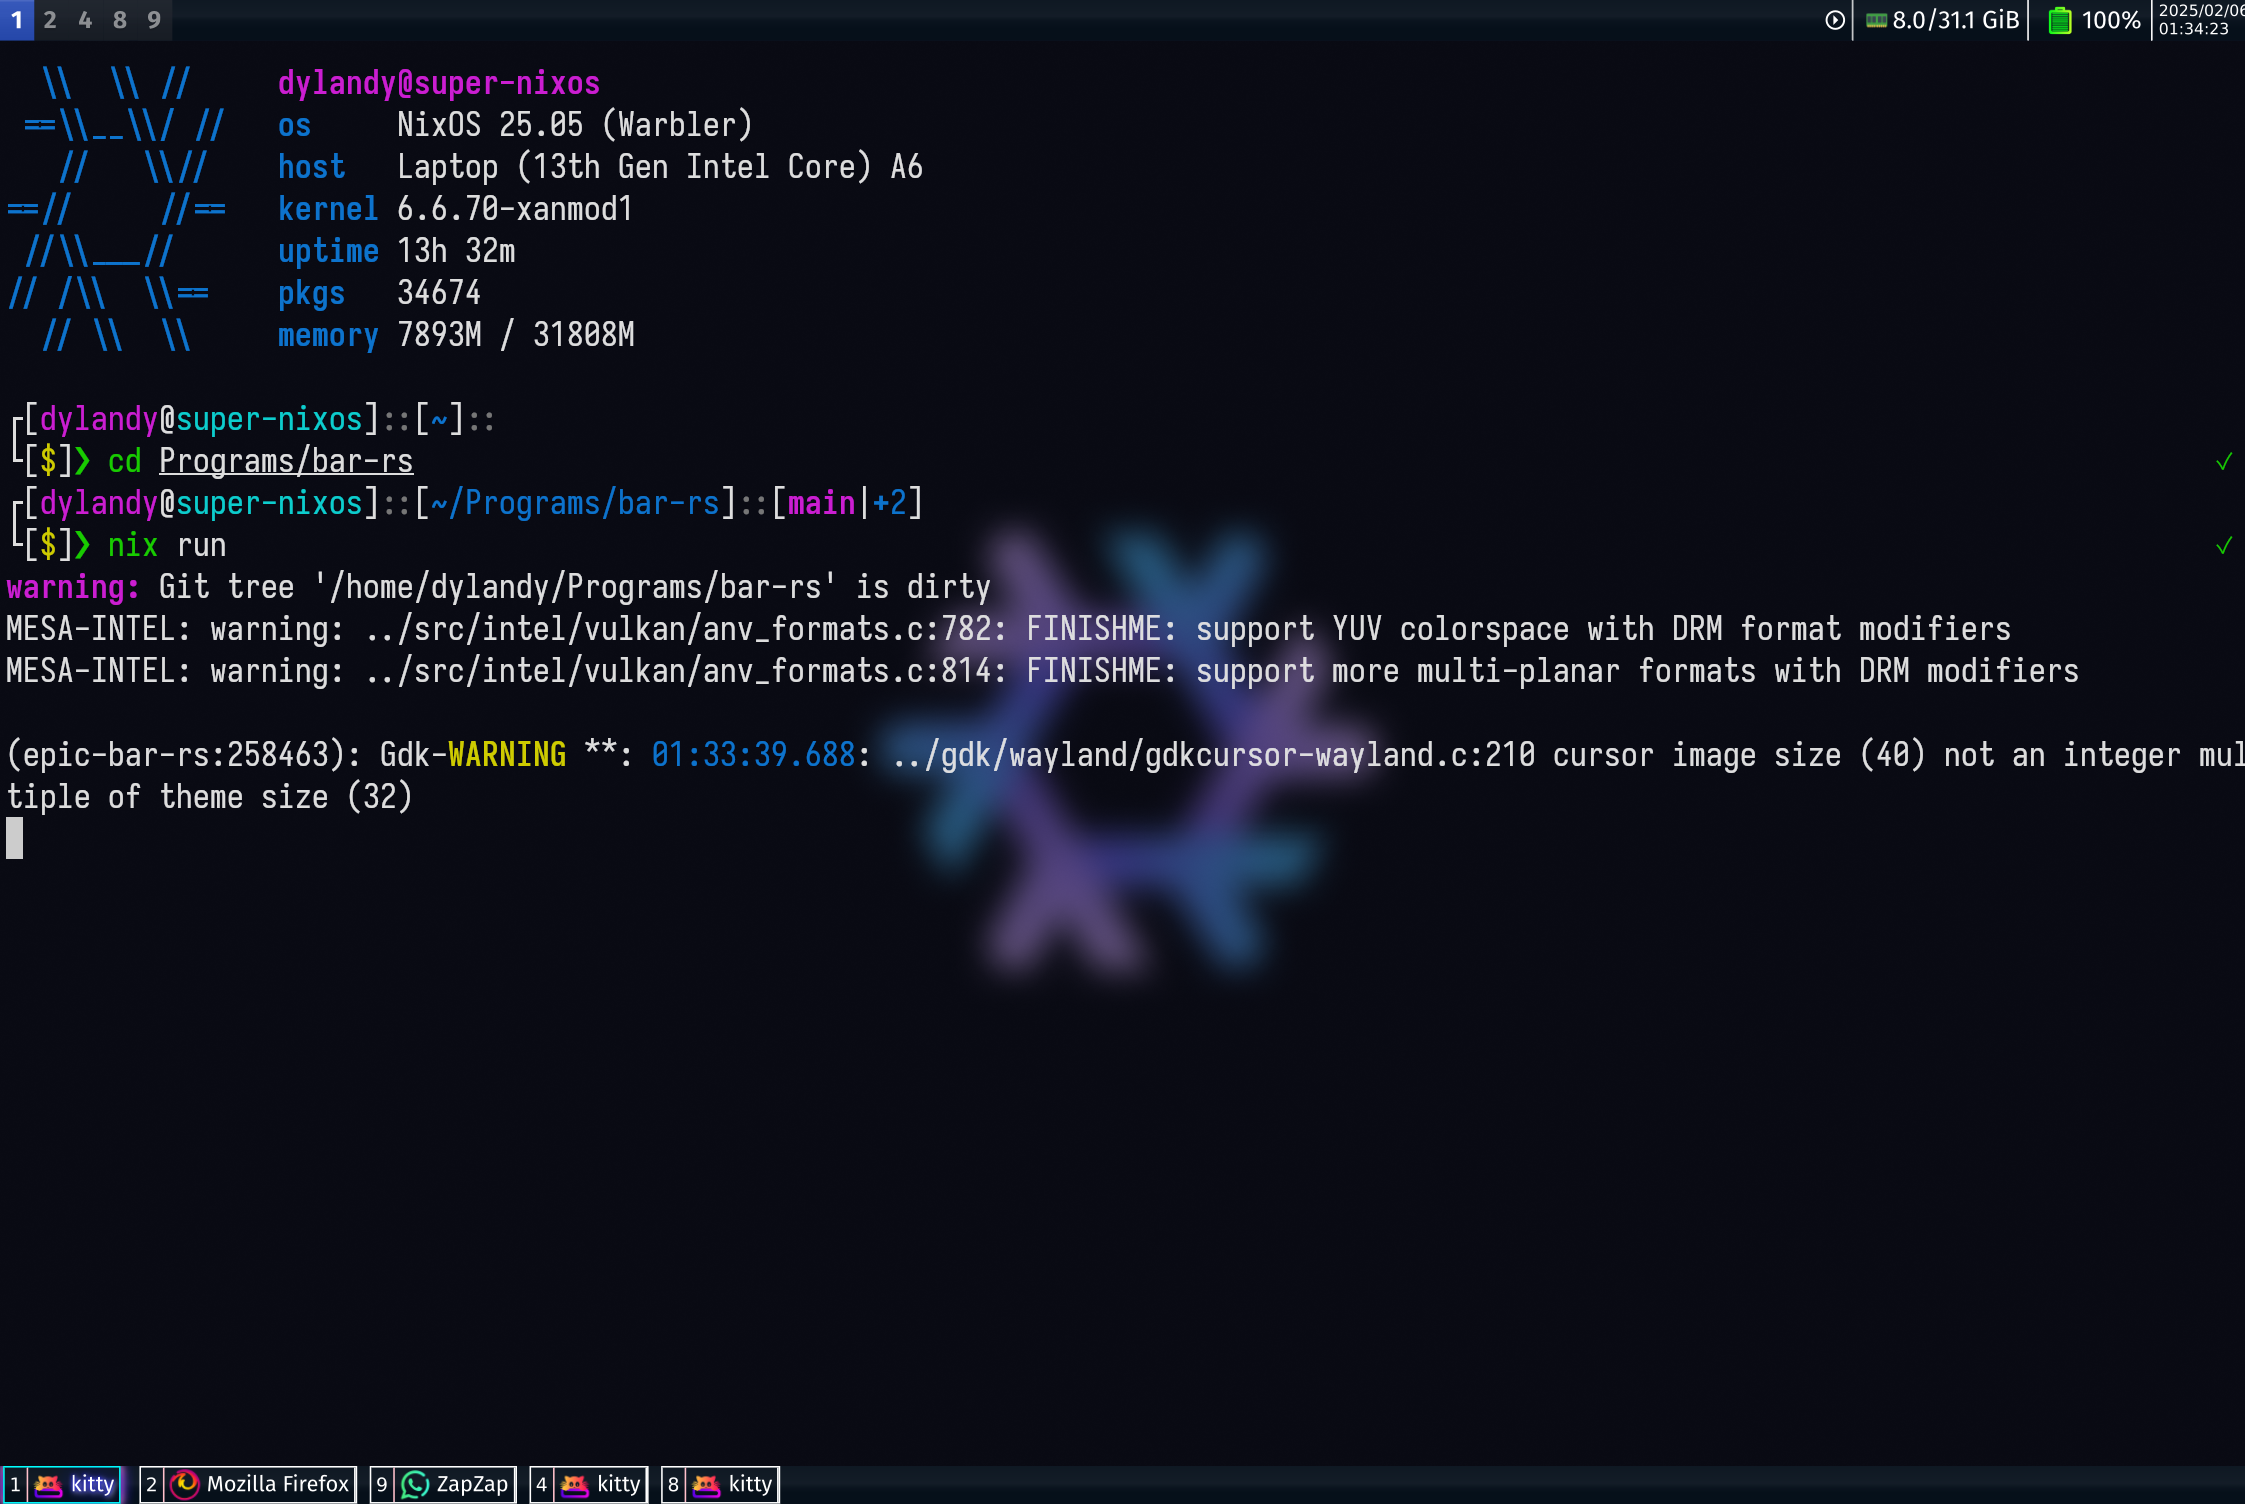 1 2 4 8 9
8.0/31.1 GiB 100% 2025/02/06
01:34:23
\\   \\ //
==\\__\\/ //
//   \\//
==//     //==
//\\___//
// /\\  \\==
// \\  \\
dylandy@super-nixos
os NixOS 25.05 (Warbler)
host Laptop (13th Gen Intel Core) A6
kernel 6.6.70-xanmod1
uptime 13h 32m
pkgs 34674
memory 7893M / 31808M
┌[dylandy@super-nixos]::[~]::
└[$]❯ cd Programs/bar-rs ✓
┌[dylandy@super-nixos]::[~/Programs/bar-rs]::[main|+2]
└[$]❯ nix run ✓
warning: Git tree '/home/dylandy/Programs/bar-rs' is dirty
MESA-INTEL: warning: ../src/intel/vulkan/anv_formats.c:782: FINISHME: support YUV colorspace with DRM format modifiers
MESA-INTEL: warning: ../src/intel/vulkan/anv_formats.c:814: FINISHME: support more multi-planar formats with DRM modifiers
(epic-bar-rs:258463): Gdk-WARNING **: 01:33:39.688: ../gdk/wayland/gdkcursor-wayland.c:210 cursor image size (40) not an integer mul
tiple of theme size (32)
1 kitty 2 Mozilla Firefox 9 ZapZap 4 kitty 8 kitty